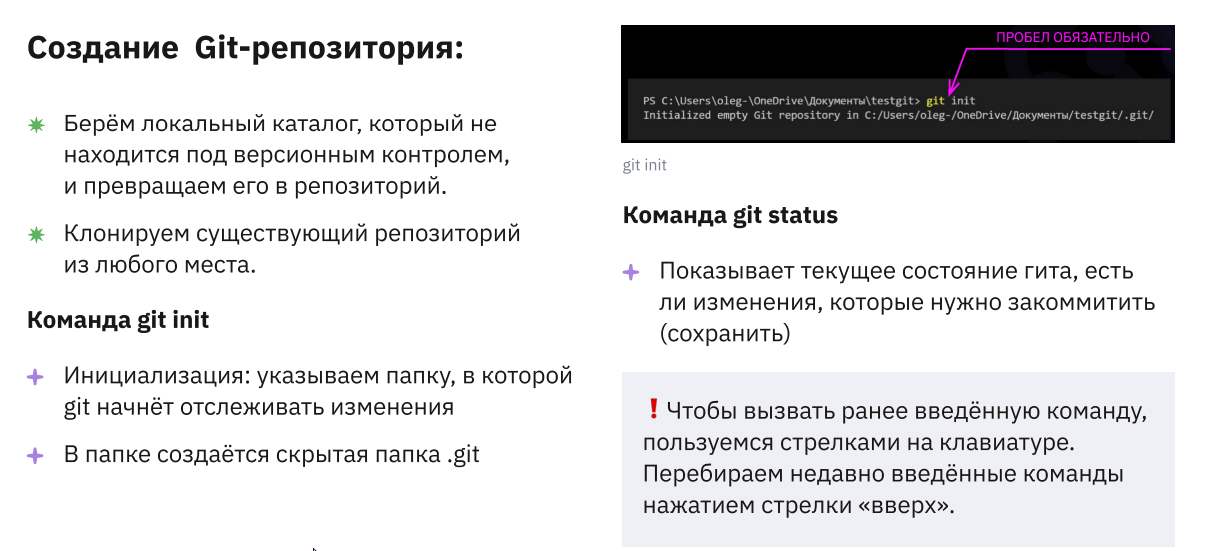 Создание Git-репозитория:
Берём локальный каталог, который не
находится под версионным контролем,
и превращаем его в репозиторий.
Клонируем существующий репозиторий
из любого места.
Команда git init
Инициализация: указываем папку, в которой
git начнёт отслеживать изменения
В папке создаётся скрытая папка .git
ПРОБЕЛ ОБЯЗАТЕЛЬНО
PS C:\Users\oleg-\OneDrive\Документы\testgit> git init
Initialized empty Git repository in C:/Users/oleg-/OneDrive/Документы/testgit/.git/
git init
Команда git status
Показывает текущее состояние гита, есть
ли изменения, которые нужно закоммитить
(сохранить)
❗Чтобы вызвать ранее введённую команду,
пользуемся стрелками на клавиатуре.
Перебираем недавно введённые команды
нажатием стрелки «вверх».